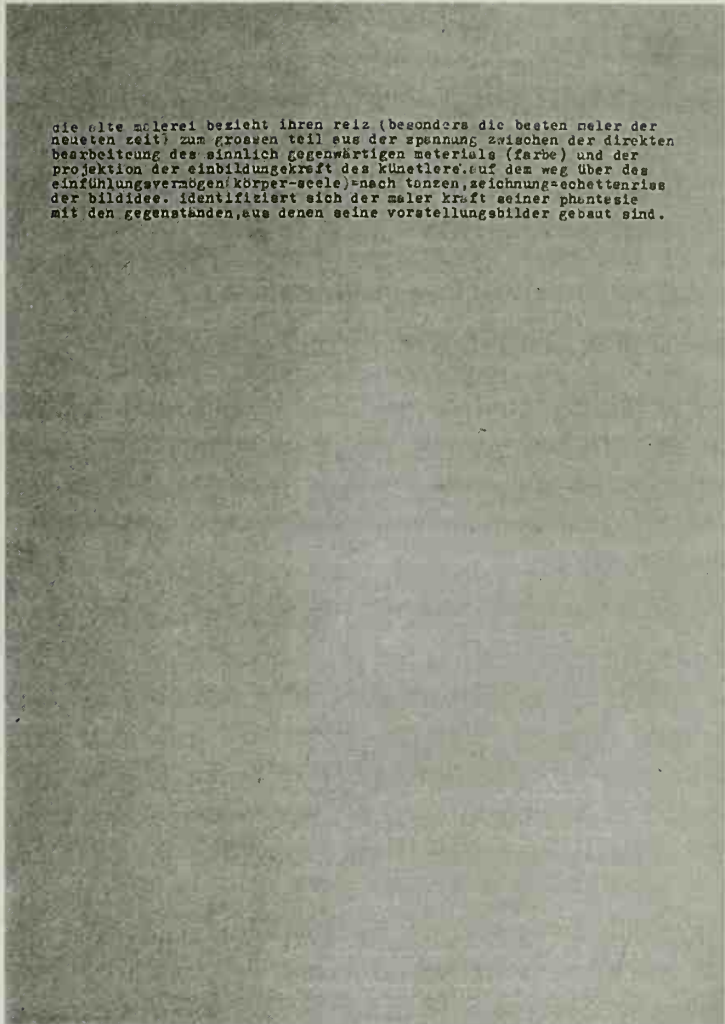 die alte malerei bezieht ihren reiz (besonders die besten maler der
neueten zeit) zum grossen teil aus der spannung zwischen der direkten
bearbeiteung des sinnlich gegenwärtigen meterials (farbe) und der
projektion der einbildungskraft des künstlers.auf dem weg über das
einfühlungsvermögen(körper-seele)=nach tanzen,zeichnung=schattenriss
der bildidee. identifiziert sich der maler kraft seiner phantasie
mit den gegenständen,aus denen seine vorstellungsbilder gebaut sind.